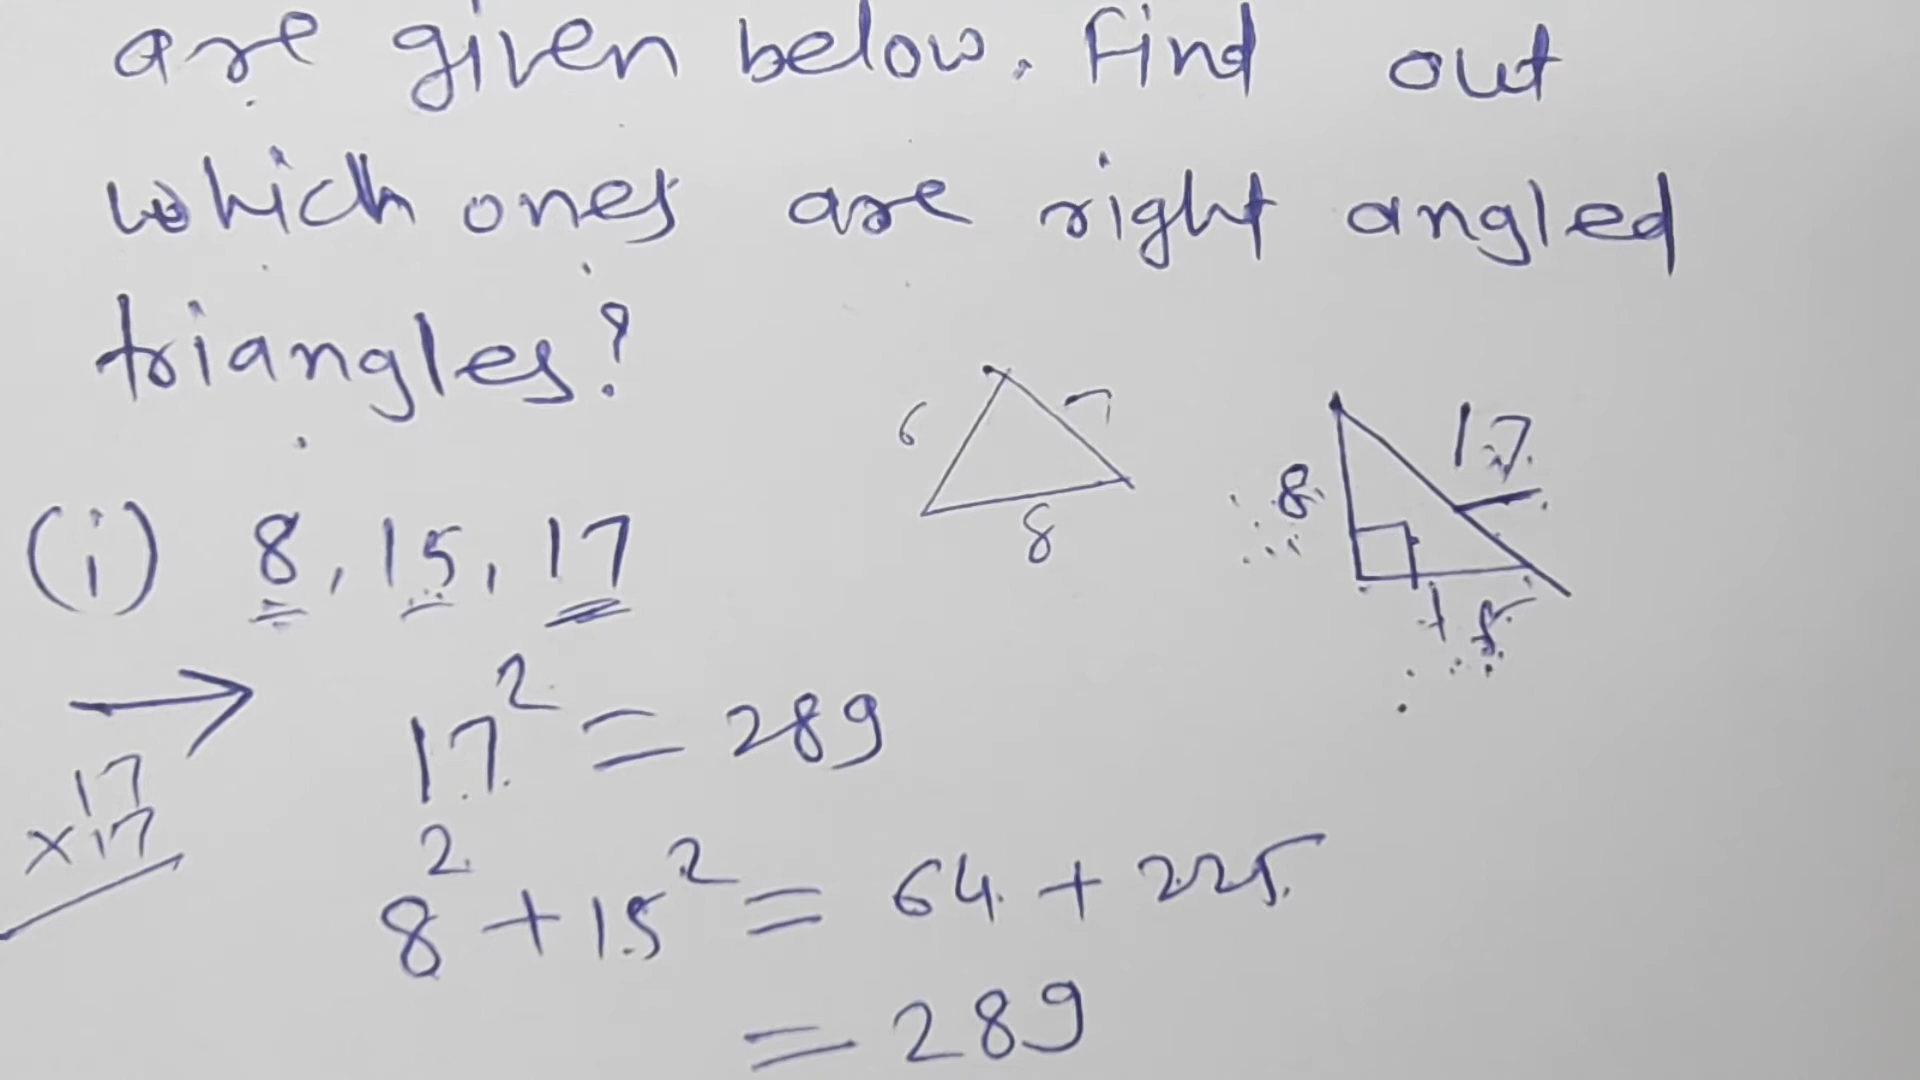 are given below. Find out
which ones are right angled
triangles?
6 7
8
8 17
15
(i) 8, 15, 17
→ 17² = 289
17
×17
8² + 15² = 64 + 225
= 289